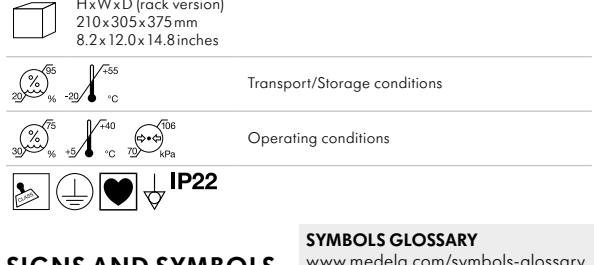 HxWxD (rack version)
210x305x375mm
8.2x12.0x14.8inches
20 % 95 -20 +55 °C Transport/Storage conditions
30 % 75 +5 +40 °C 70 106 kPa Operating conditions
CLASS IP22
SYMBOLS GLOSSARY
SIGNS AND SYMBOLS www.medela.com/symbols-glossary